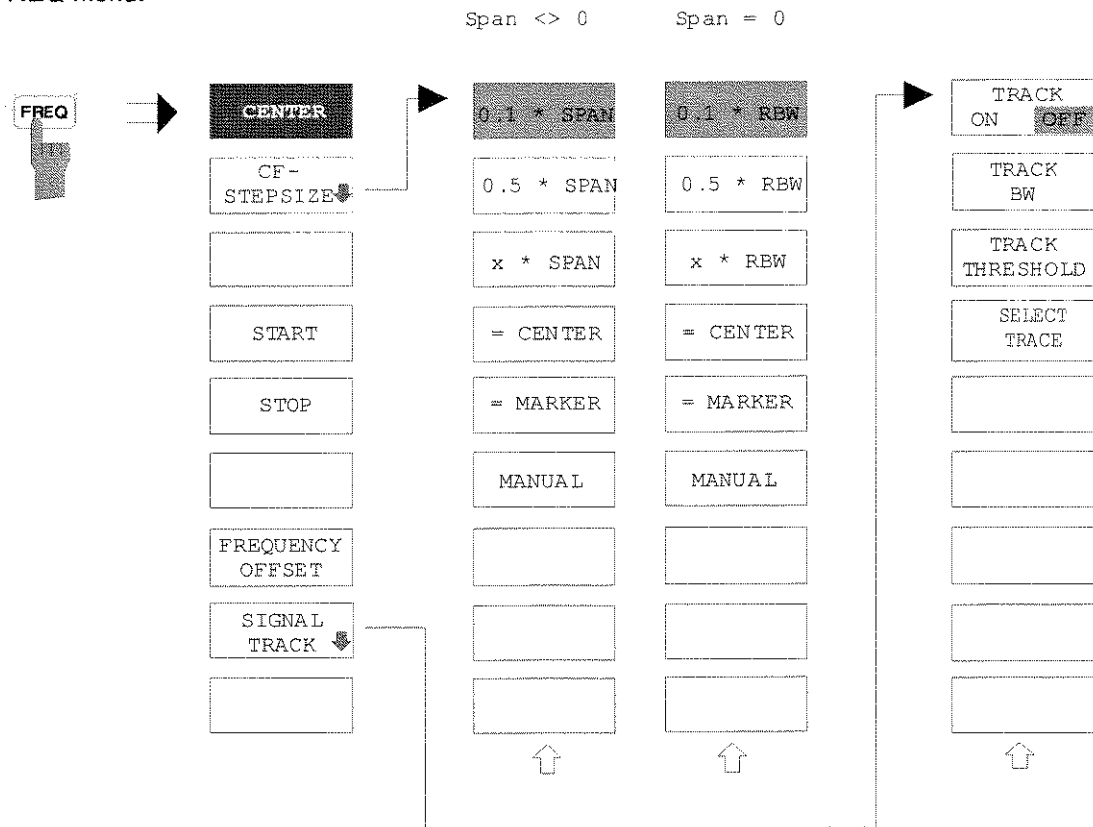 Span <> 0
Span = 0
FREQ
CENTER
CF-
STEPSIZE
START
STOP
FREQUENCY
OFFSET
SIGNAL
TRACK
0.1 * SPAN
0.5 * SPAN
x * SPAN
= CENTER
= MARKER
MANUAL
0.1 * RBW
0.5 * RBW
x * RBW
= CENTER
= MARKER
MANUAL
TRACK
ON OFF
TRACK
BW
TRACK
THRESHOLD
SELECT
TRACE